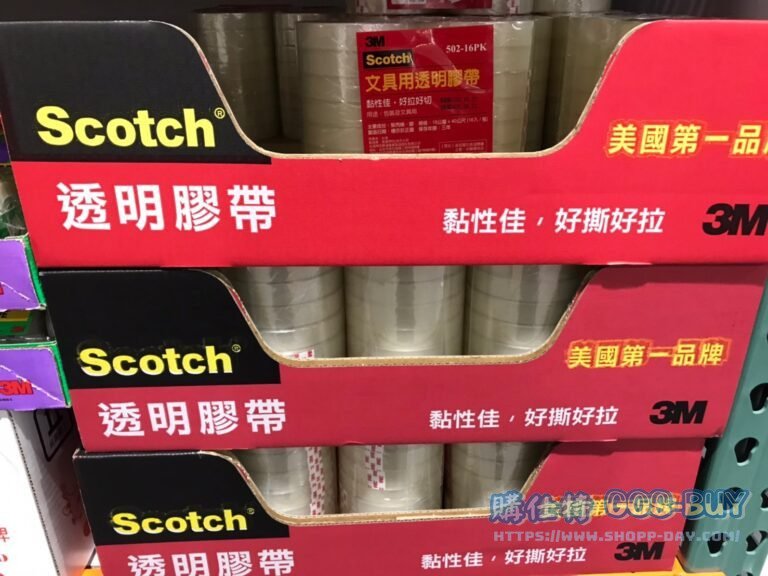 3M
Scotch
502-16PK
文具用透明膠帶
黏性佳，好拉好切
Scotch®
美國第一品牌
透明膠帶
黏性佳，好撕好拉
3M
Scotch®
美國第一品牌
透明膠帶
黏性佳，好撕好拉
3M
3M
Scotch®
透明膠帶
黏性佳，好撕好拉
3M
COS-BUY
HTTPS://WWW.SHOPP-DAY.COM/